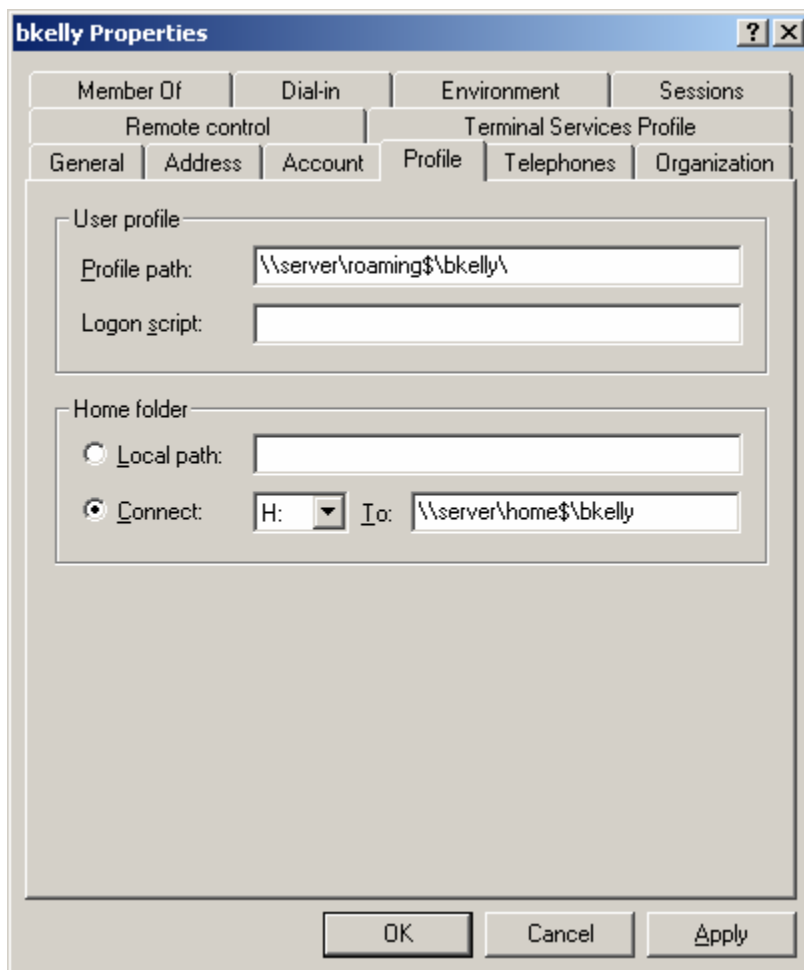 bkelly Properties
Member Of Dial-in Environment Sessions
Remote control Terminal Services Profile
General Address Account Profile Telephones Organization
User profile
Profile path: \\server\roaming$\bkelly\
Logon script:
Home folder
Local path:
Connect: H: To: \\server\home$\bkelly
OK Cancel Apply